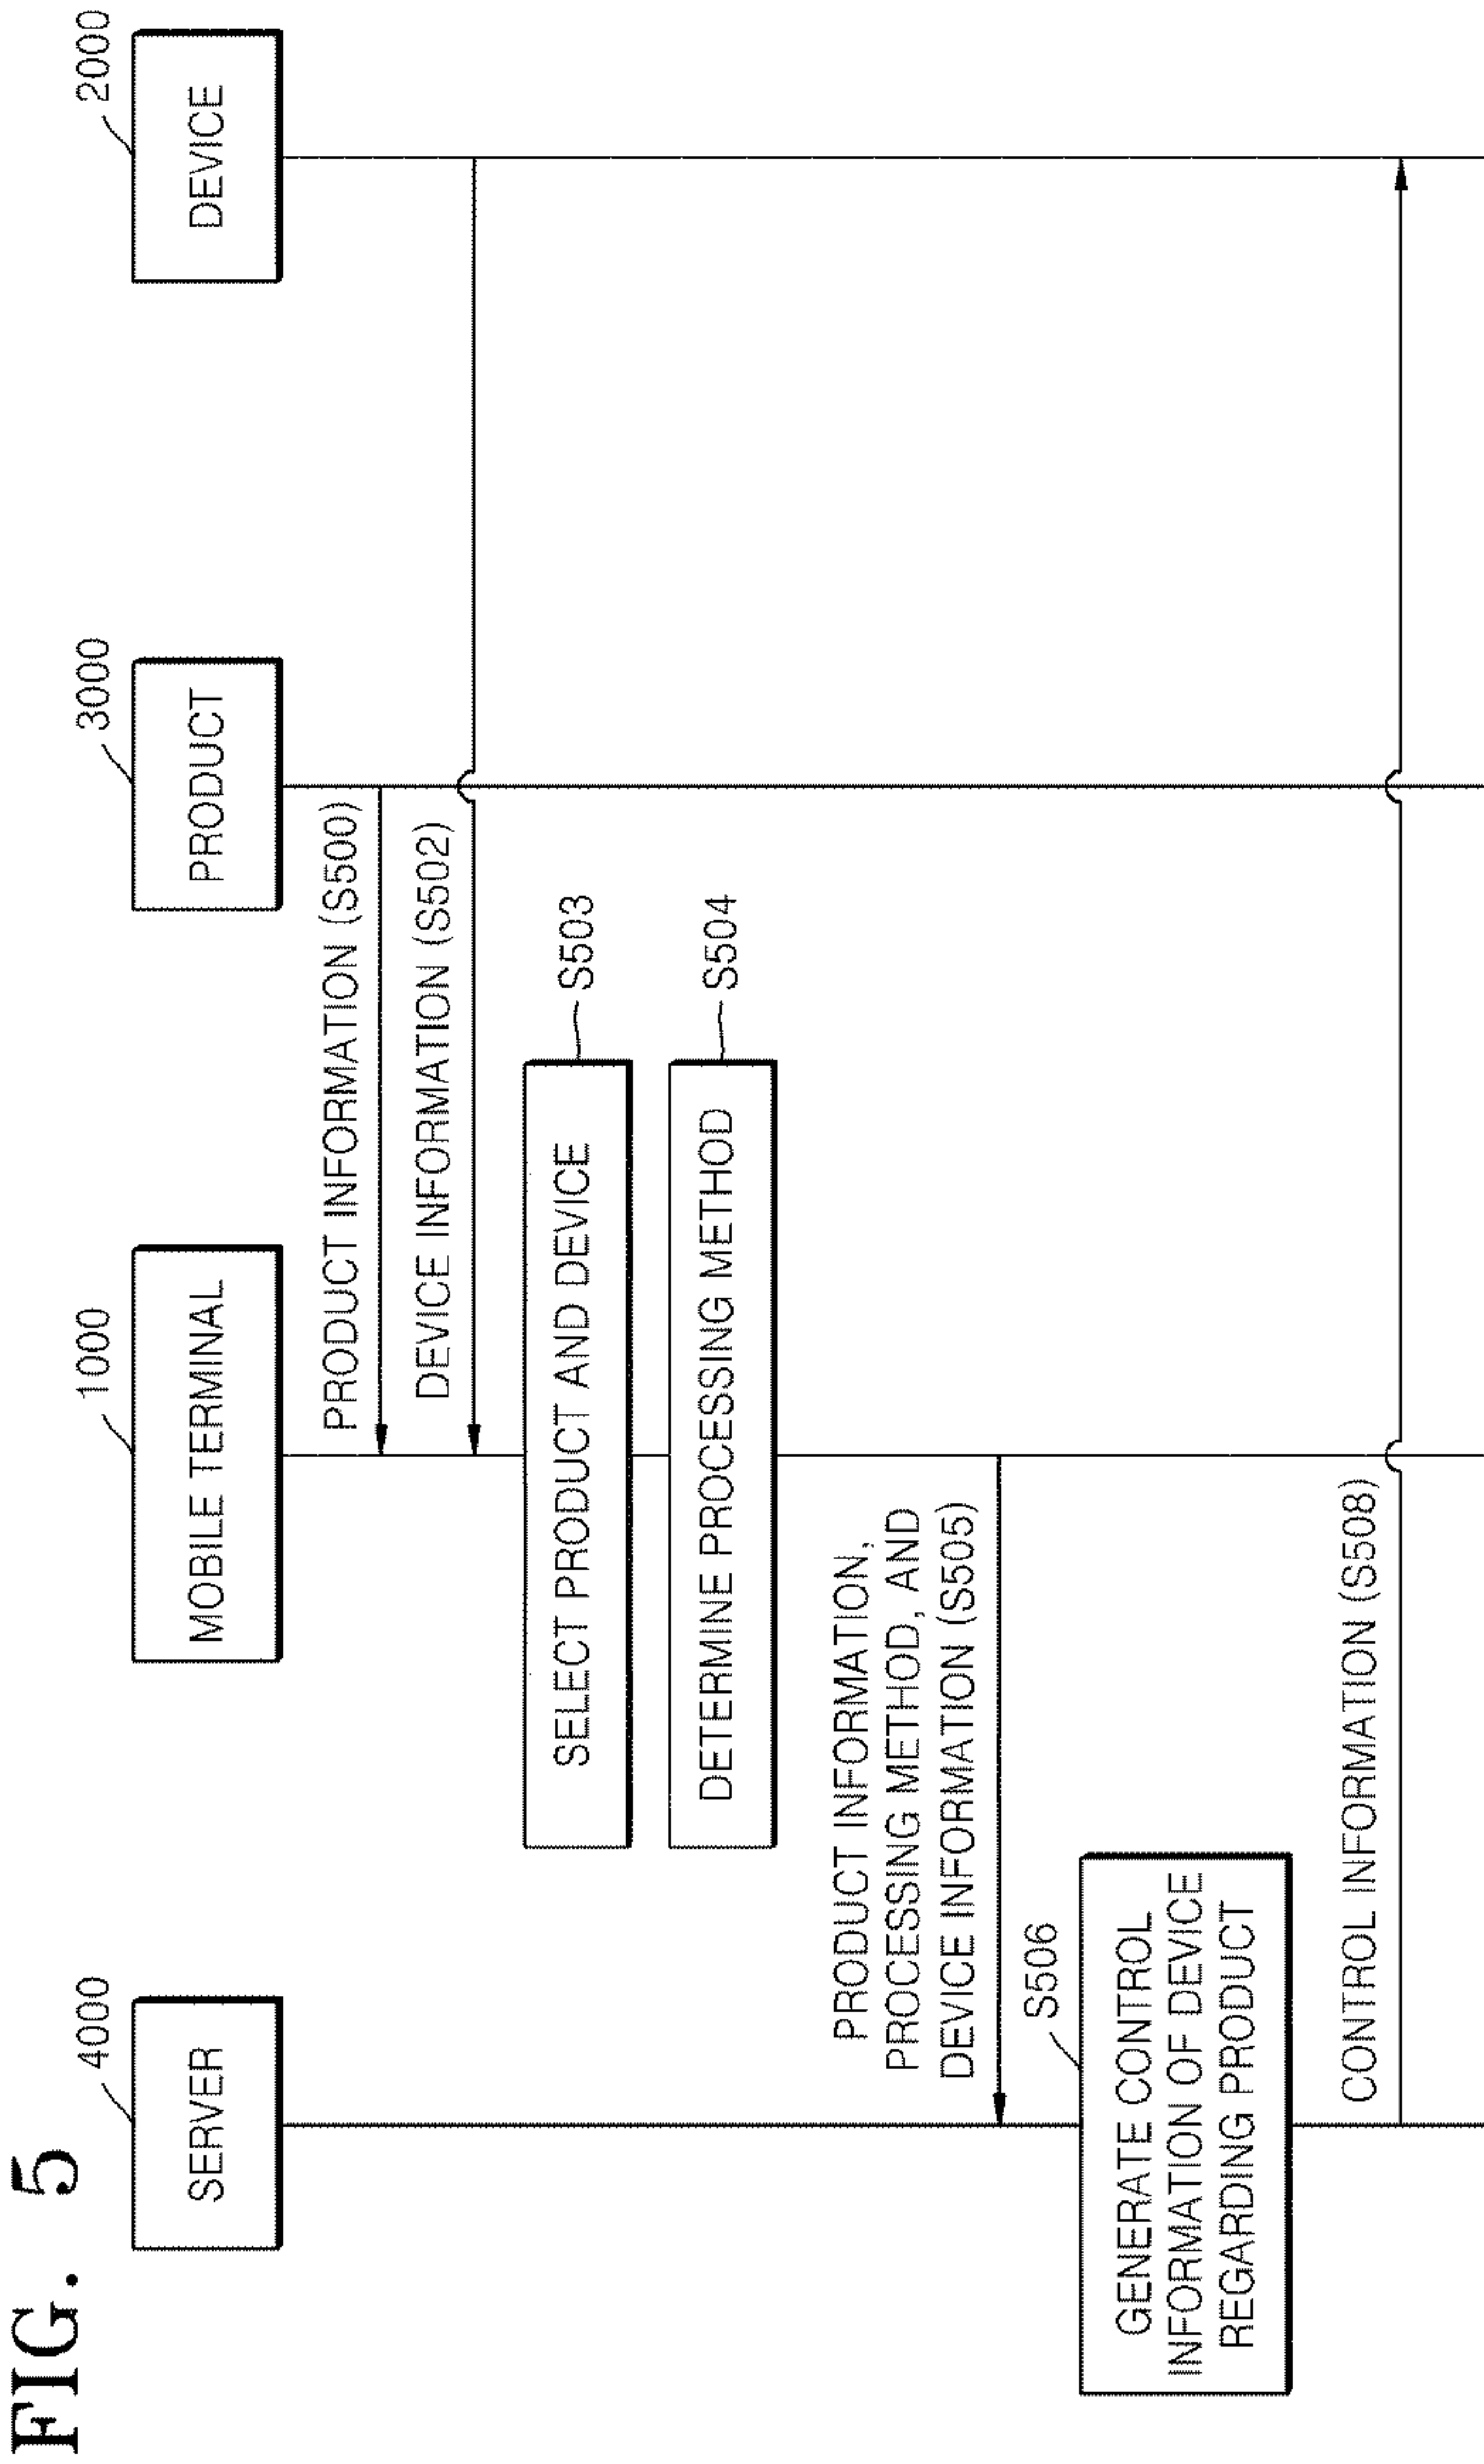 FIG. 5
4000
SERVER
1000
MOBILE TERMINAL
3000
PRODUCT
2000
DEVICE
PRODUCT INFORMATION (S500)
DEVICE INFORMATION (S502)
SELECT PRODUCT AND DEVICE
S503
DETERMINE PROCESSING METHOD
S504
PRODUCT INFORMATION,
PROCESSING METHOD, AND
DEVICE INFORMATION (S505)
S506
GENERATE CONTROL
INFORMATION OF DEVICE
REGARDING PRODUCT
CONTROL INFORMATION (S508)